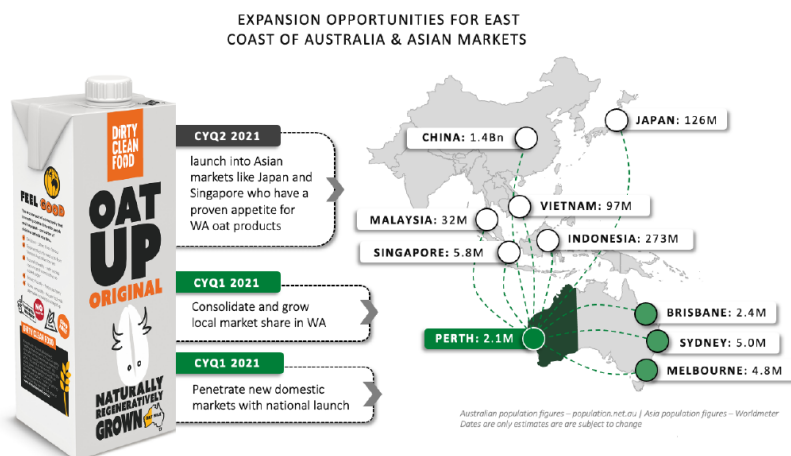 EXPANSION OPPORTUNITIES FOR EAST
COAST OF AUSTRALIA & ASIAN MARKETS
DIRTY
CLEAN
FOOD
FEEL GOOD
OAT
UP
ORIGINAL
DIRTY CLEAN FOOD
NATURALLY
REGENERATIVELY
GROWN
CYQ2 2021
launch into Asian
markets like Japan and
Singapore who have a
proven appetite for
WA oat products
CYQ1 2021
Consolidate and grow
local market share in WA
CYQ1 2021
Penetrate new domestic
markets with national launch
CHINA: 1.4Bn
JAPAN: 126M
VIETNAM: 97M
MALAYSIA: 32M
INDONESIA: 273M
SINGAPORE: 5.8M
PERTH: 2.1M
BRISBANE: 2.4M
SYDNEY: 5.0M
MELBOURNE: 4.8M
Australian population figures – population.net.au | Asia population figures – Worldmeter
Dates are only estimates are are subject to change